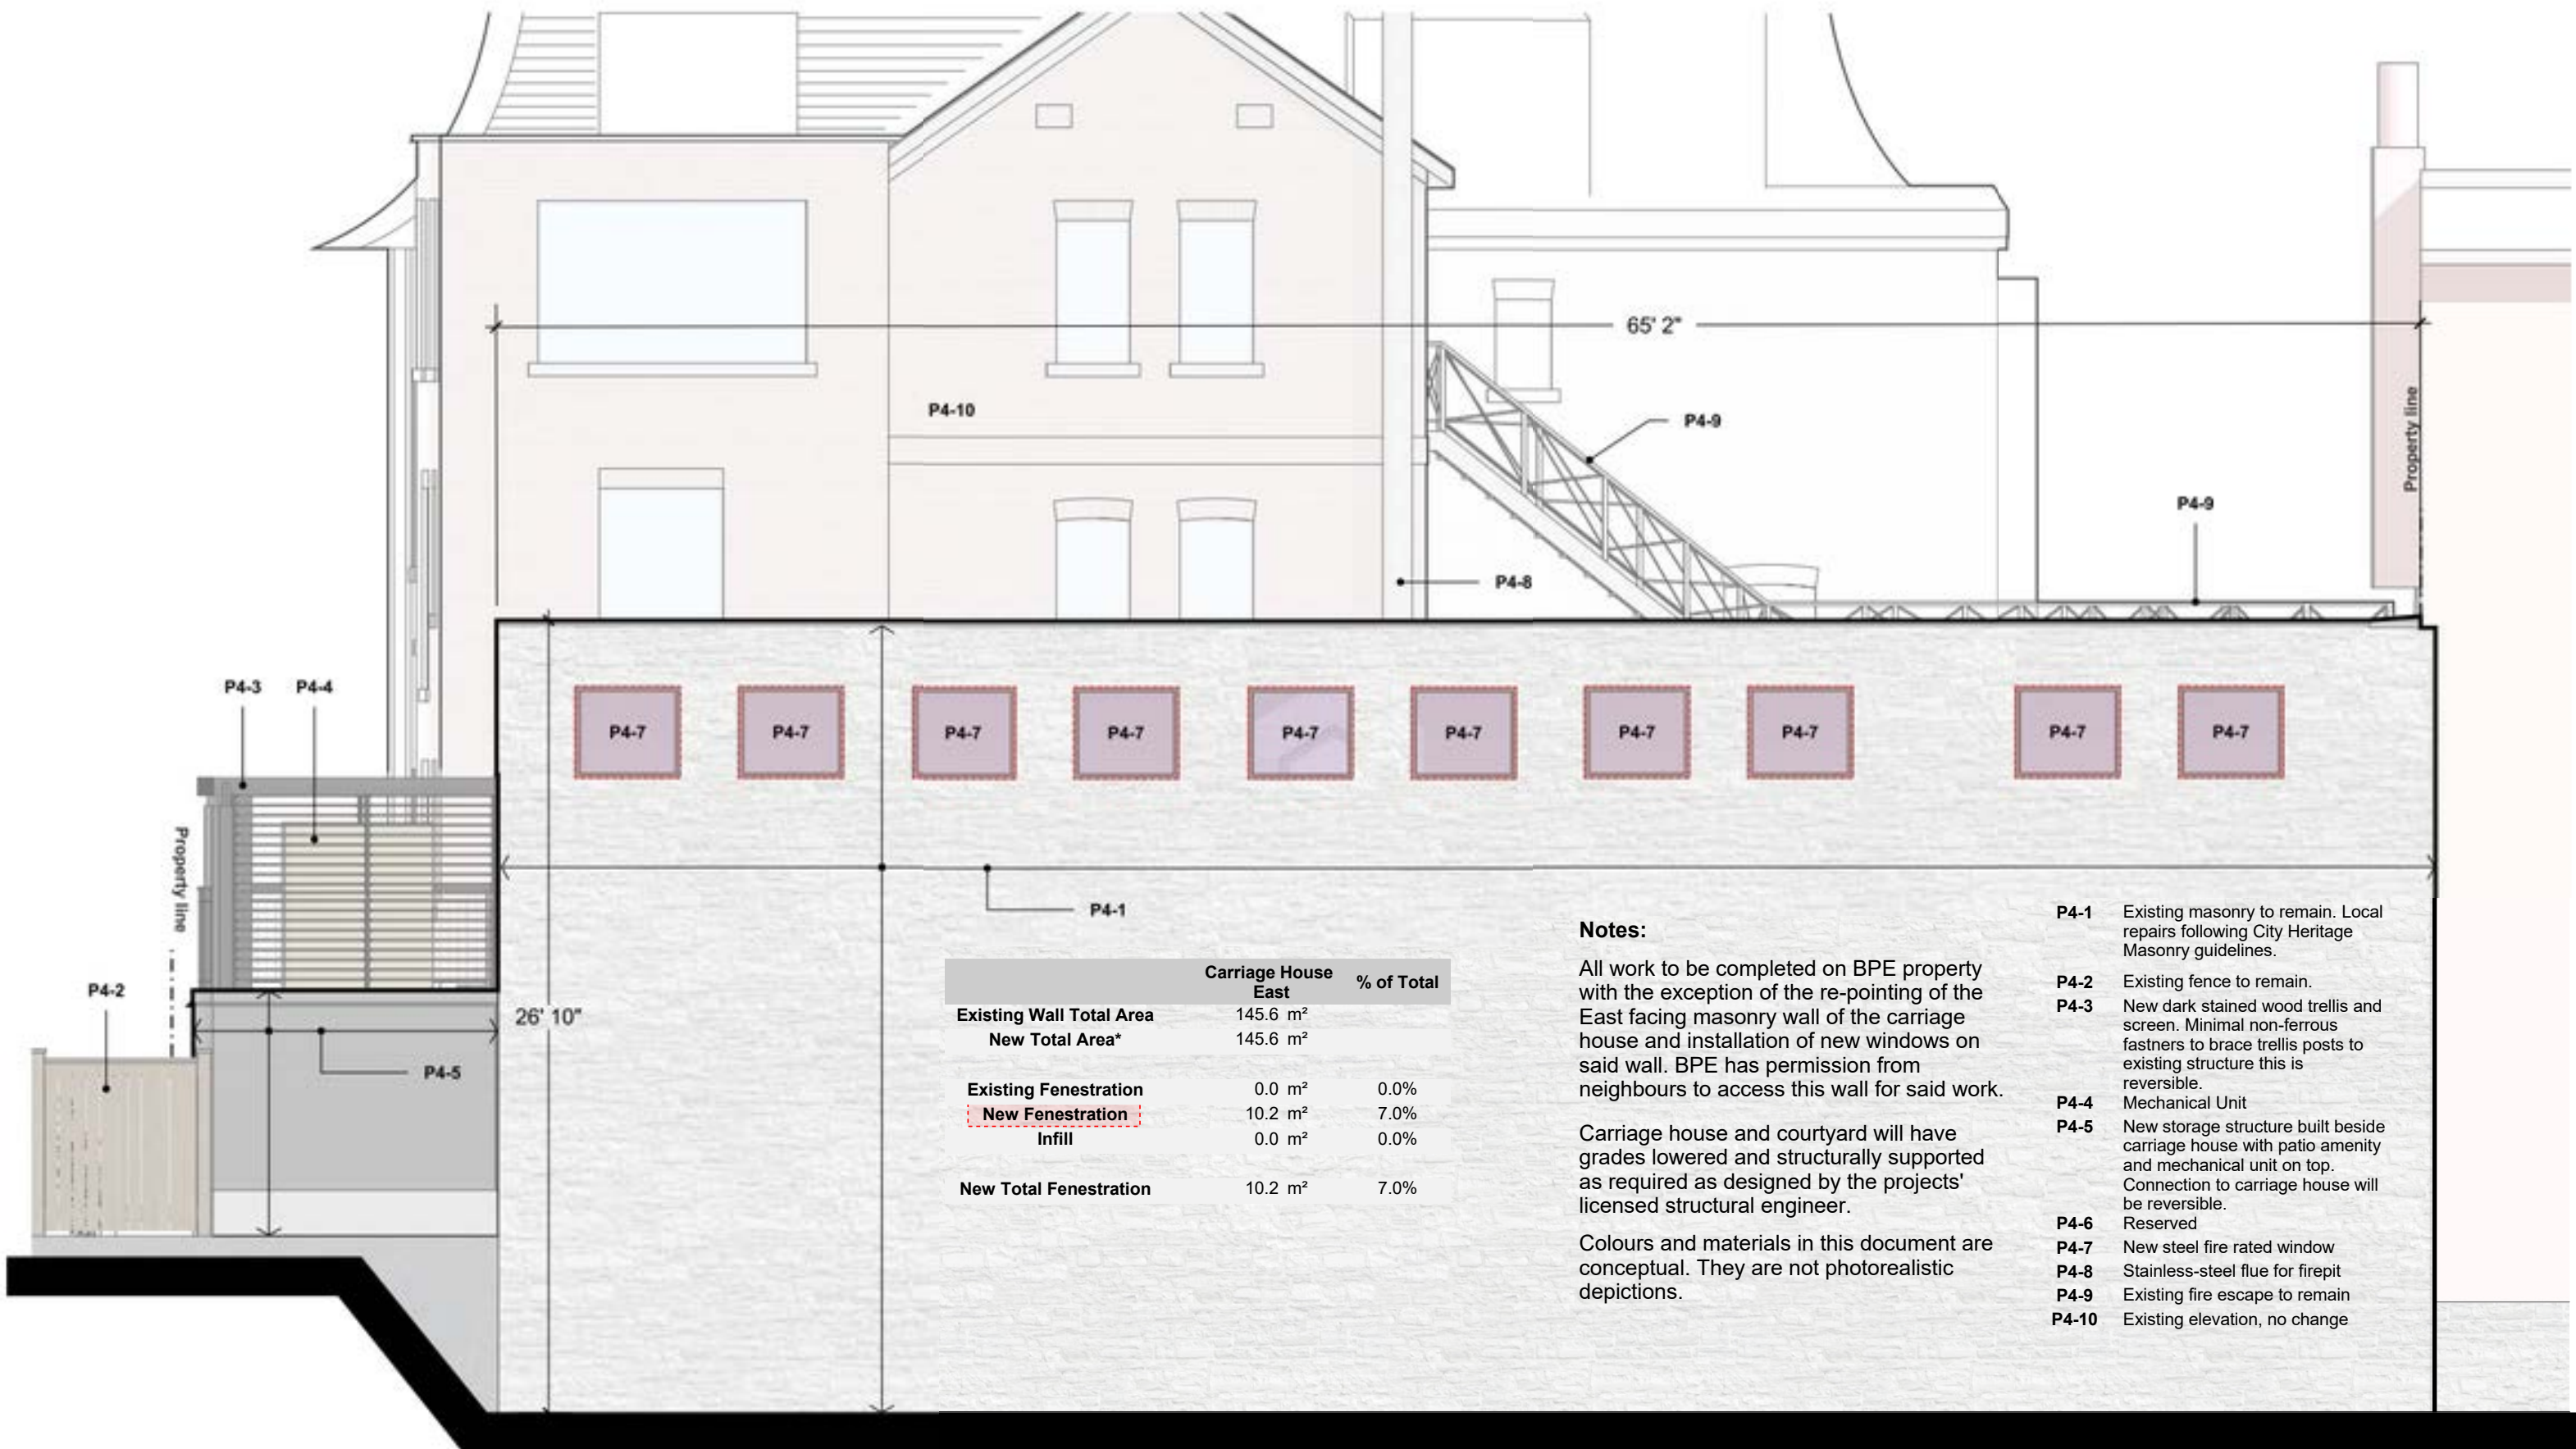 65' 2"
P4-10
P4-9
Property line
P4-9
P4-8
P4-3
P4-4
P4-7
P4-7
P4-7
P4-7
P4-7
P4-7
P4-7
P4-7
P4-7
P4-7
Property line
P4-1
P4-2
26' 10"
P4-5
Carriage House
East
% of Total
Existing Wall Total Area 145.6 m²
New Total Area* 145.6 m²
Existing Fenestration 0.0 m² 0.0%
New Fenestration 10.2 m² 7.0%
Infill 0.0 m² 0.0%
New Total Fenestration 10.2 m² 7.0%
Notes:
All work to be completed on BPE property
with the exception of the re-pointing of the
East facing masonry wall of the carriage
house and installation of new windows on
said wall. BPE has permission from
neighbours to access this wall for said work.
Carriage house and courtyard will have
grades lowered and structurally supported
as required as designed by the projects'
licensed structural engineer.
Colours and materials in this document are
conceptual. They are not photorealistic
depictions.
P4-1 Existing masonry to remain. Local
repairs following City Heritage
Masonry guidelines.
P4-2 Existing fence to remain.
P4-3 New dark stained wood trellis and
screen. Minimal non-ferrous
fastners to brace trellis posts to
existing structure this is
reversible.
P4-4 Mechanical Unit
P4-5 New storage structure built beside
carriage house with patio amenity
and mechanical unit on top.
Connection to carriage house will
be reversible.
P4-6 Reserved
P4-7 New steel fire rated window
P4-8 Stainless-steel flue for firepit
P4-9 Existing fire escape to remain
P4-10 Existing elevation, no change